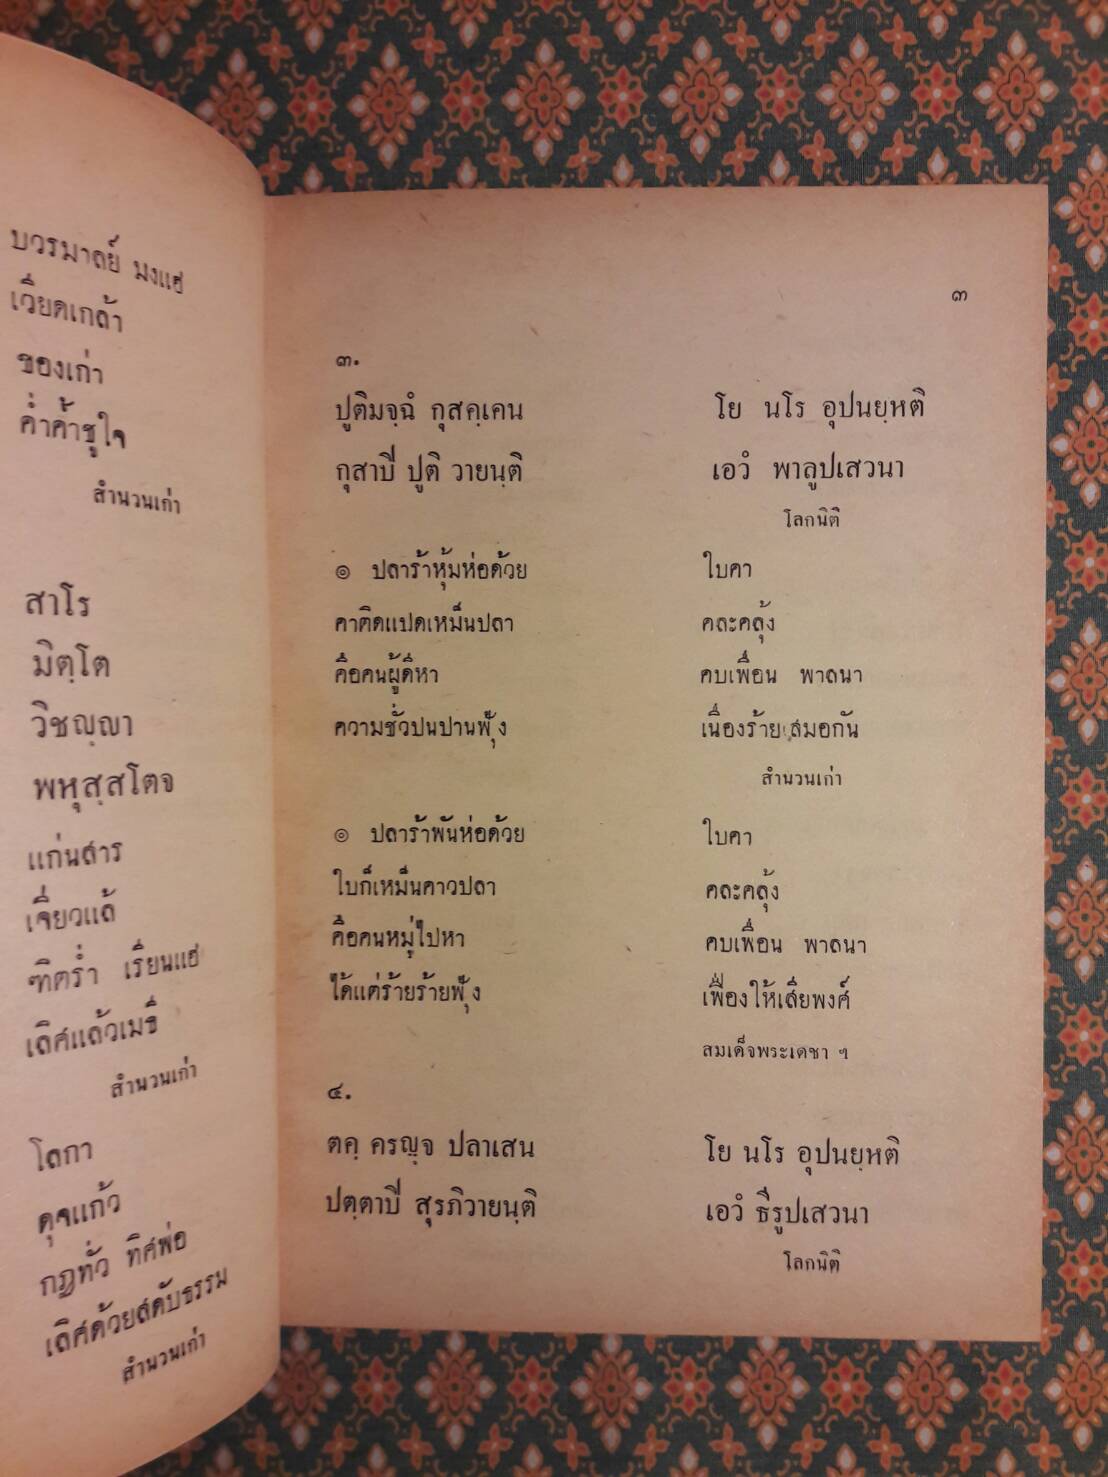 บวรมาลย์ มงแฮ
เวียดเกล้า
ของเก่า
ค่ำค้ำชูใจ
สำนวนเก่า
สาโร
มิตฺโต
วิชญฺญา
พหุสฺสโตจ
แก่นสาร
เจี่ยวแล้
ฑิตร่ำ เรียนแฮ
เลิศแล้วเมธี
สำนวนเก่า
โลกา
ดุจแก้ว
กฏทั่ว ทิศพ่อ
เลิศด้วยสดับธรรม
สำนวนเก่า
๓
๓.
ปูติมจฺฉํ กุสคฺเคน โย นโร อุปนยฺหติ
กุสาปี ปูติ วายนฺติ เอวํ พาลูปเสวนา
โลกนิติ
๏ ปลาร้าหุ้มห่อด้วย ใบคา
คาติดแปดเหม็นปลา คละคลุ้ง
คือคนผู้ดีหา คบเพื่อน พาลนา
ความชั่วปนปานฟุ้ง เนื่องร้ายเสมอกัน
สำนวนเก่า
๏ ปลาร้าพันห่อด้วย ใบคา
ใบก็เหม็นคาวปลา คละคลุ้ง
คือคนหมู่ไปหา คบเพื่อน พาลนา
ได้แต่ร้ายร้ายฟุ้ง เฟื่องให้เสียพงศ์
สมเด็จพระเดชา ฯ
๔.
ตคฺ ครญฺจ ปลาเสน โย นโร อุปนยฺหติ
ปตฺตาปี สุรภิวายนฺติ เอวํ ธีรูปเสวนา
โลกนิติ